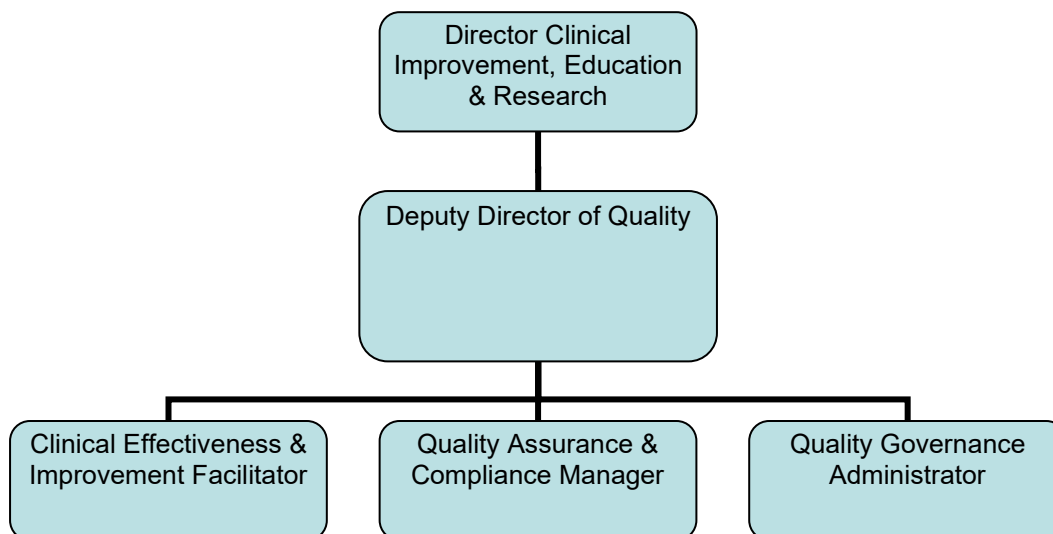 Director Clinical
Improvement, Education
& Research
Deputy Director of Quality
Clinical Effectiveness &
Improvement Facilitator
Quality Assurance &
Compliance Manager
Quality Governance
Administrator